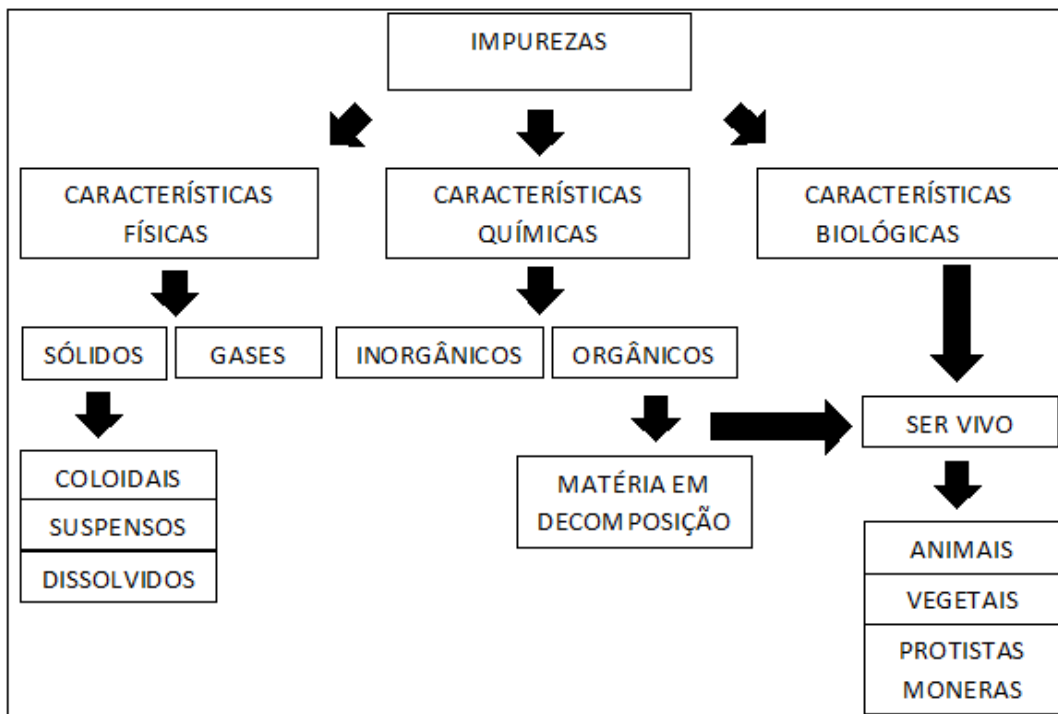 IMPUREZAS
CARACTERÍSTICAS
FÍSICAS
CARACTERÍSTICAS
QUÍMICAS
CARACTERÍSTICAS
BIOLÓGICAS
SÓLIDOS
GASES
INORGÂNICOS
ORGÂNICOS
SER VIVO
COLOIDAIS
SUSPENSOS
DISSOLVIDOS
MATÉRIA EM
DECOMPOSIÇÃO
ANIMAIS
VEGETAIS
PROTISTAS
MONERAS